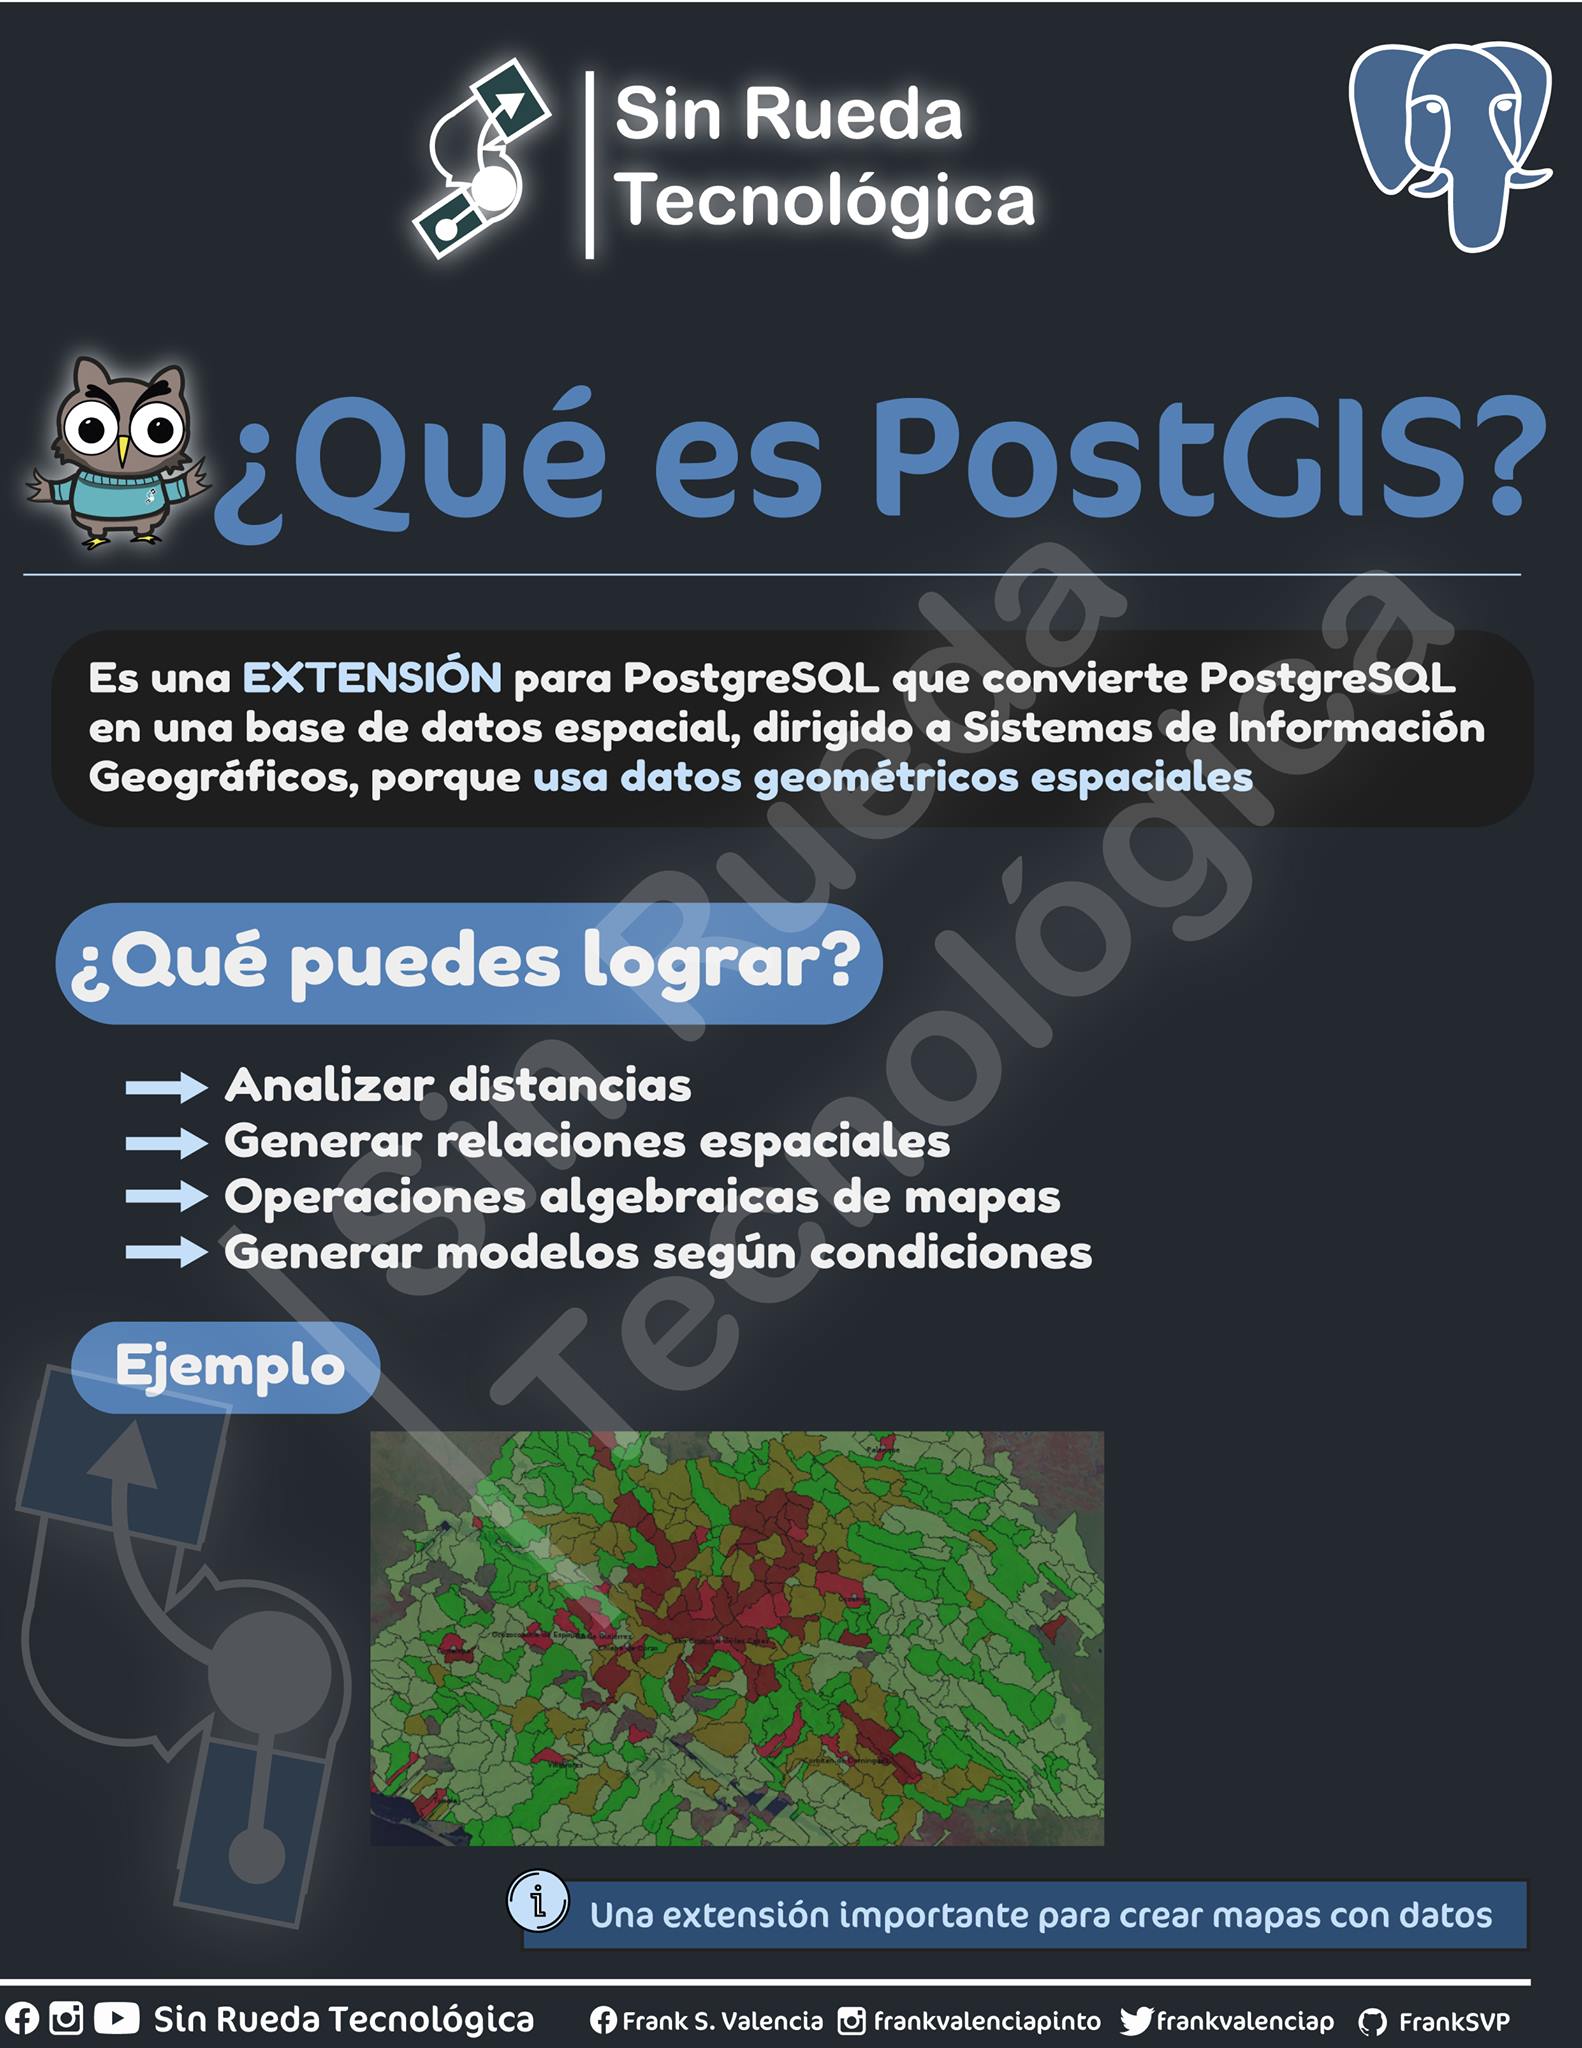 Sin Rueda
Tecnológica
¿Qué es PostGIS?
Es una EXTENSIÓN para PostgreSQL que convierte PostgreSQL
en una base de datos espacial, dirigido a Sistemas de Información
Geográficos, porque usa datos geométricos espaciales
¿Qué puedes lograr?
Analizar distancias
Generar relaciones espaciales
Operaciones algebraicas de mapas
Generar modelos según condiciones
Ejemplo
Sin Rueda
Tecnológica
i Una extensión importante para crear mapas con datos
Sin Rueda Tecnológica Frank S. Valencia frankvalenciapinto frankvalenciap FrankSVP